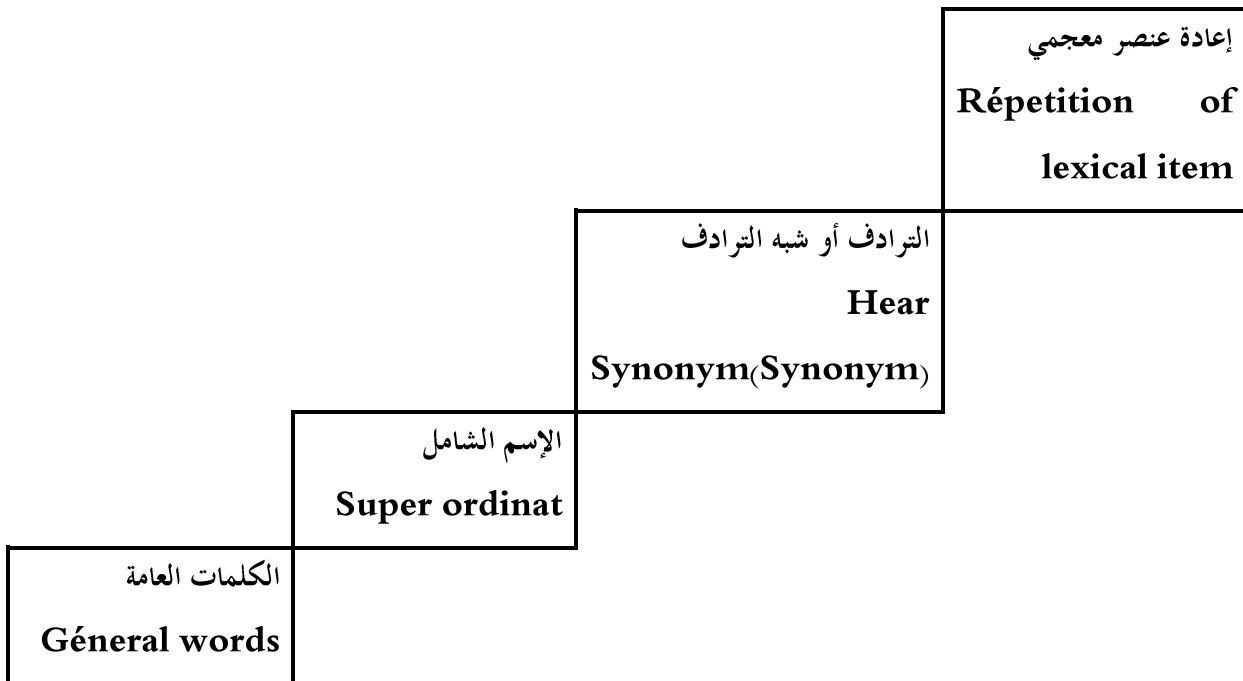 إعادة عنصر معجمي
Répetition of
lexical item
الترادف أو شبه الترادف
Hear
Synonym(Synonym)
الإسم الشامل
Super ordinat
الكلمات العامة
Géneral words